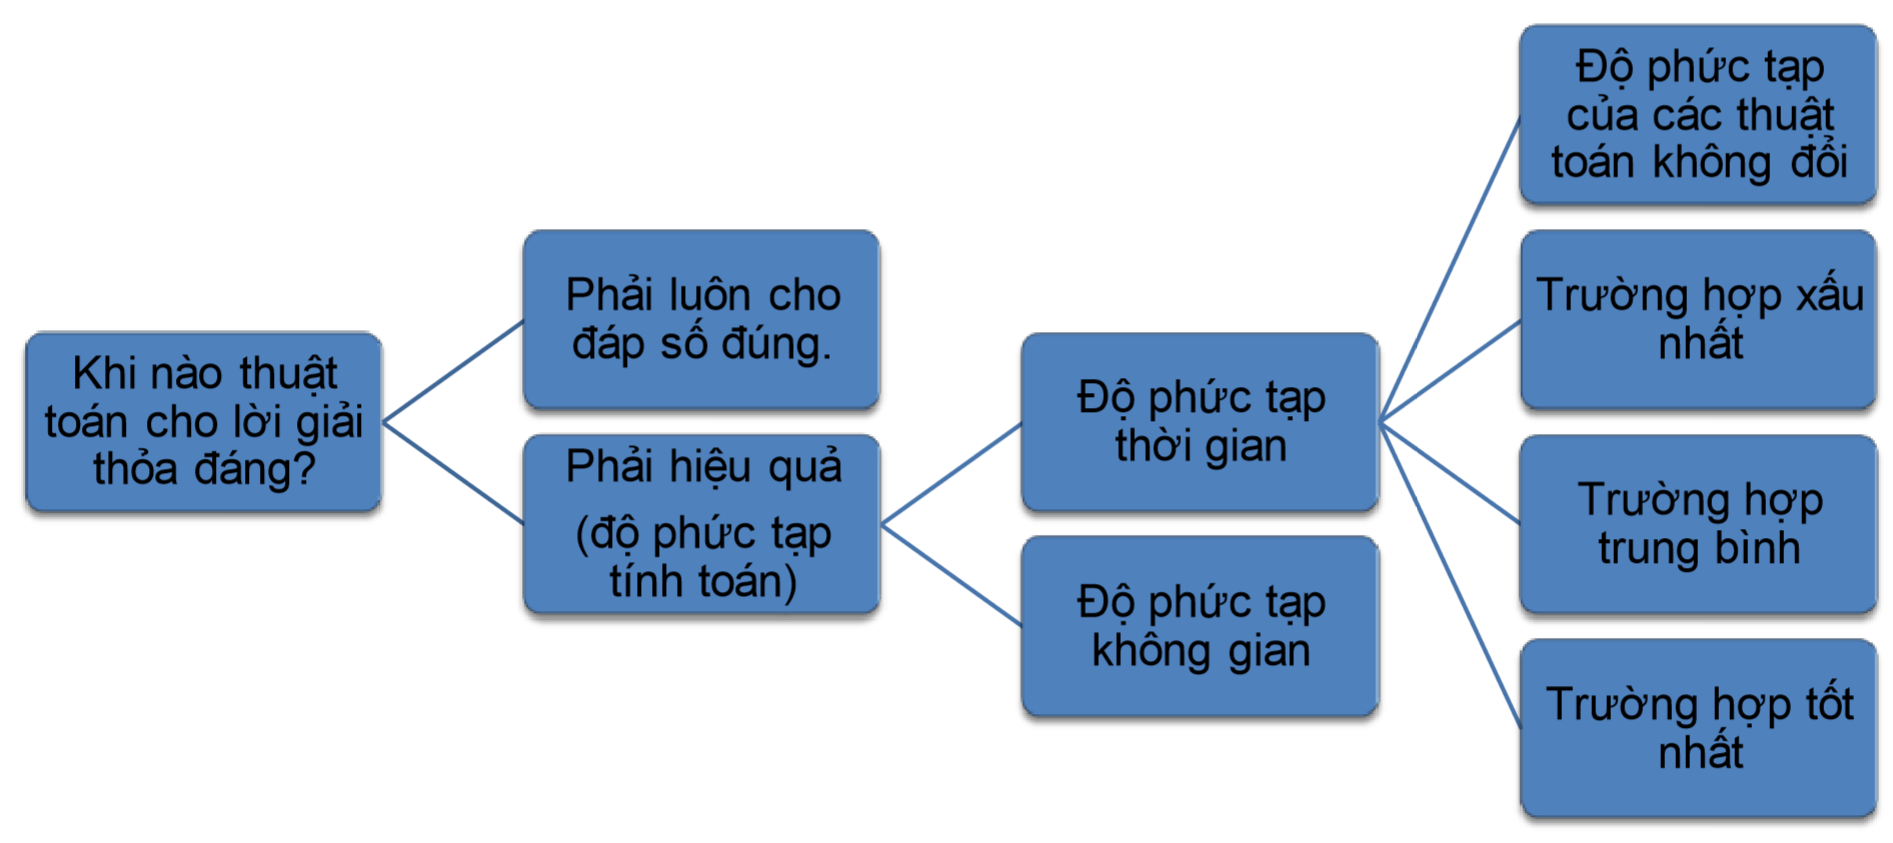 Khi nào thuật
toán cho lời giải
thỏa đáng?
Phải luôn cho
đáp số đúng.
Phải hiệu quả
(độ phức tạp
tính toán)
Độ phức tạp
thời gian
Độ phức tạp
không gian
Độ phức tạp
của các thuật
toán không đổi
Trường hợp xấu
nhất
Trường hợp
trung bình
Trường hợp tốt
nhất